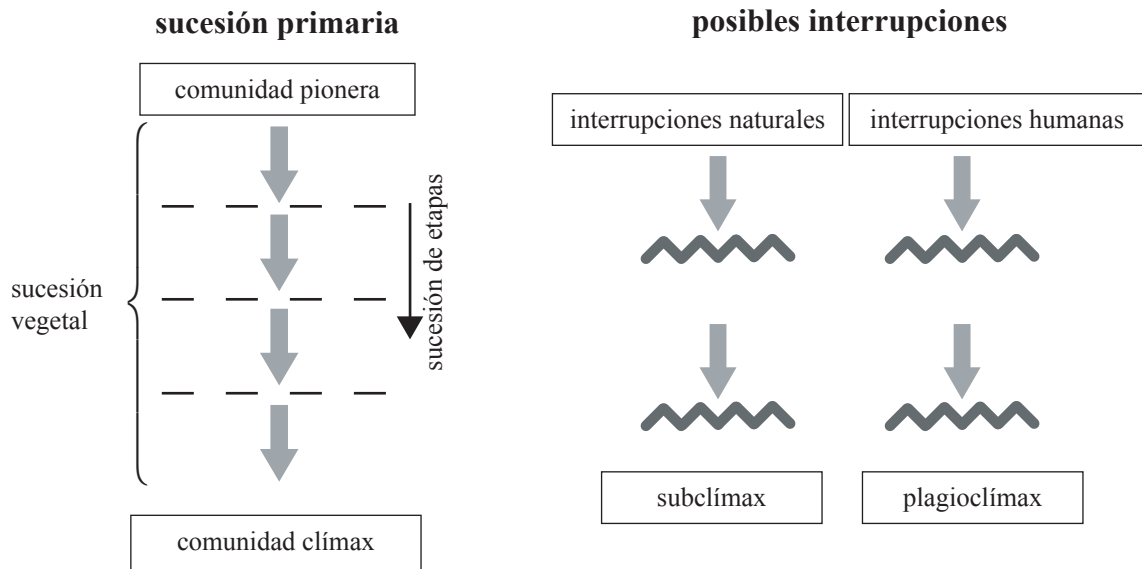 sucesión primaria
comunidad pionera
sucesión
vegetal
sucesión de etapas
comunidad clímax
posibles interrupciones
interrupciones naturales
interrupciones humanas
subclímax
plagioclímax